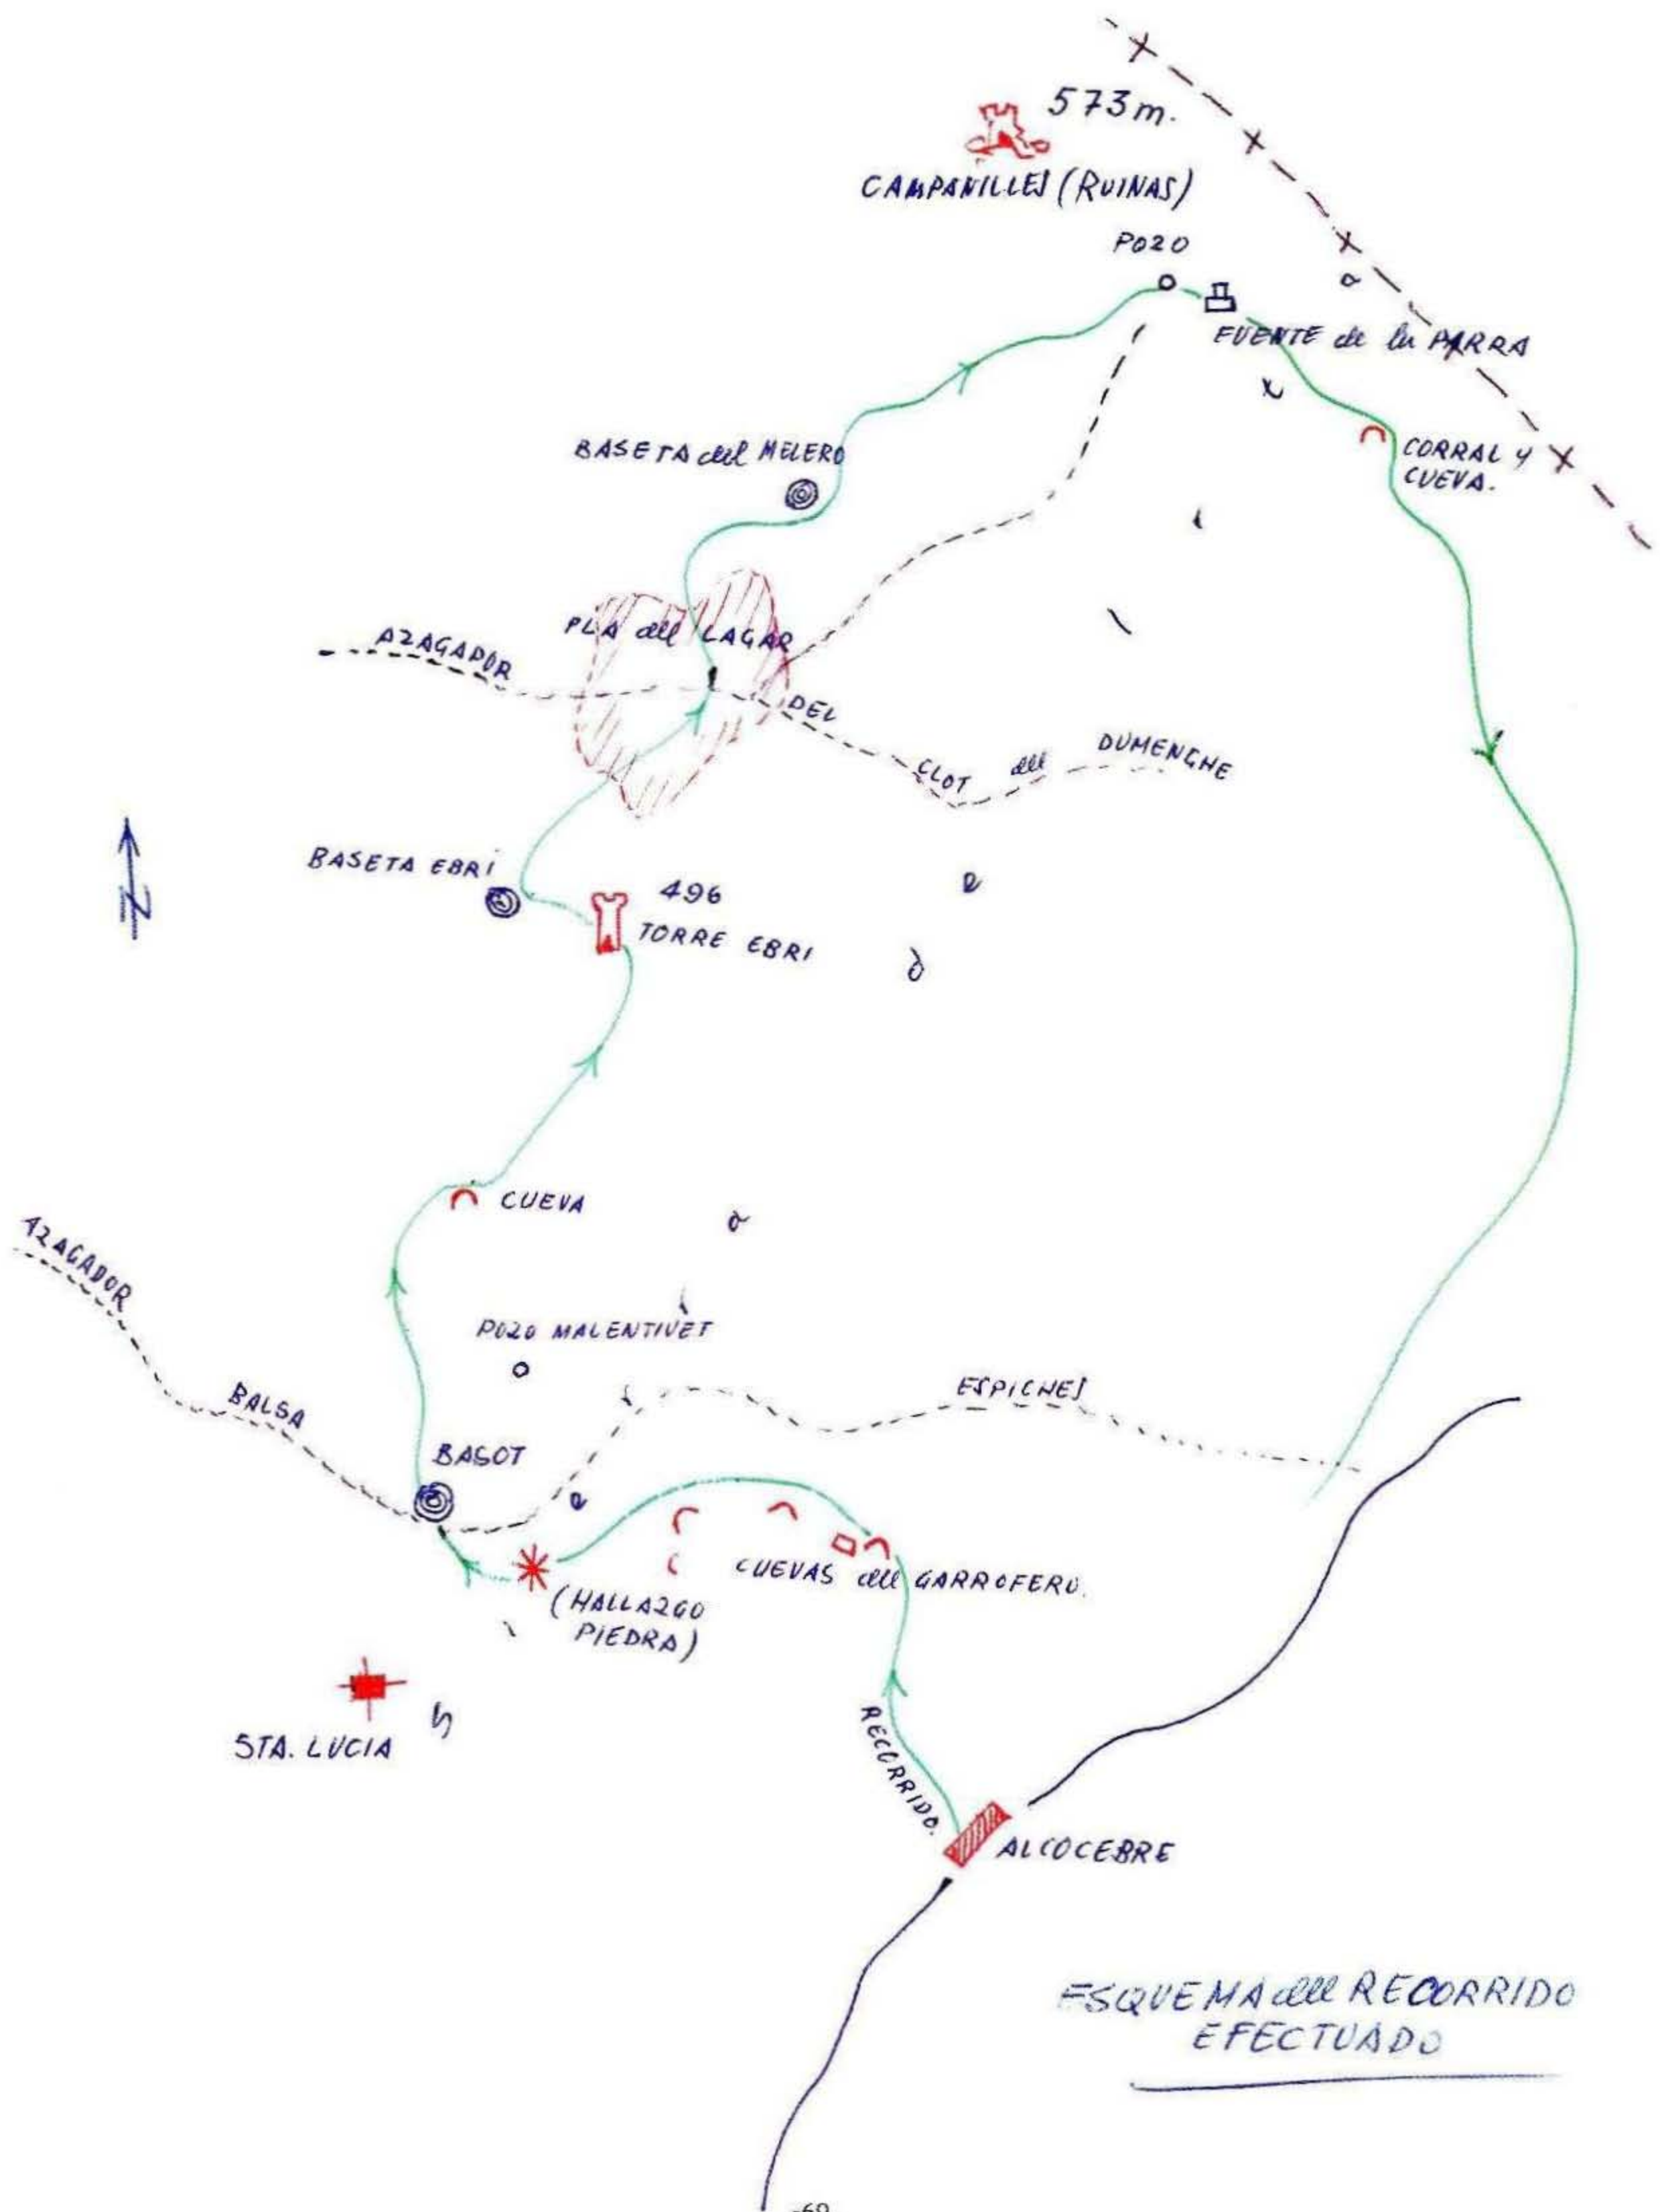 573m.
CAMPANILLES (RUINAS)
POZO
FUENTE de la PARRA
BASETA del MELERO
CORRAL y
CUEVA.
PLA del LAGAR
AZAGADOR
DEL
CLOT del DUMENGHE
BASETA EBRÍ
496
TORRE EBRI
N
CUEVA
AZAGADOR
POZO MALENTIVET
BALSA
ESPICHES
BASOT
CUEVAS del GARROFERO.
(HALLAZGO
PIEDRA)
STA. LUCIA
RECORRIDO.
ALCOCEBRE
S i e r r a d e I r t a
ESQUEMA del RECORRIDO
EFECTUADO